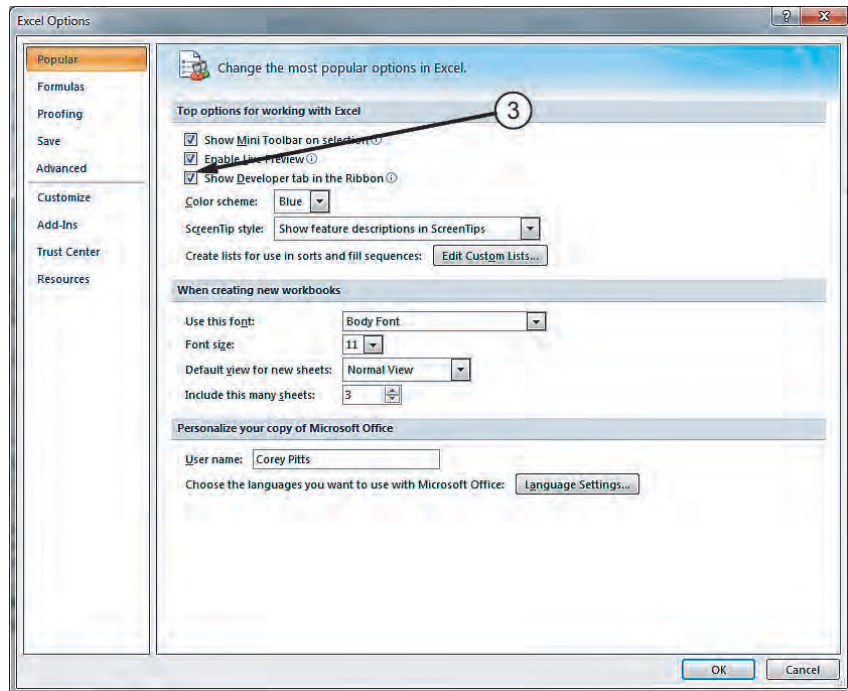 Excel Options
Popular
Formulas
Proofing
Save
Advanced
Customize
Add-Ins
Trust Center
Resources
Change the most popular options in Excel.
Top options for working with Excel
3
Show Mini Toolbar on selection
Enable Live Preview
Show Developer tab in the Ribbon
Color scheme: Blue
ScreenTip style: Show feature descriptions in ScreenTips
Create lists for use in sorts and fill sequences: Edit Custom Lists...
When creating new workbooks
Use this font: Body Font
Font size: 11
Default view for new sheets: Normal View
Include this many sheets: 3
Personalize your copy of Microsoft Office
User name: Corey Pitts
Choose the languages you want to use with Microsoft Office: Language Settings...
OK Cancel